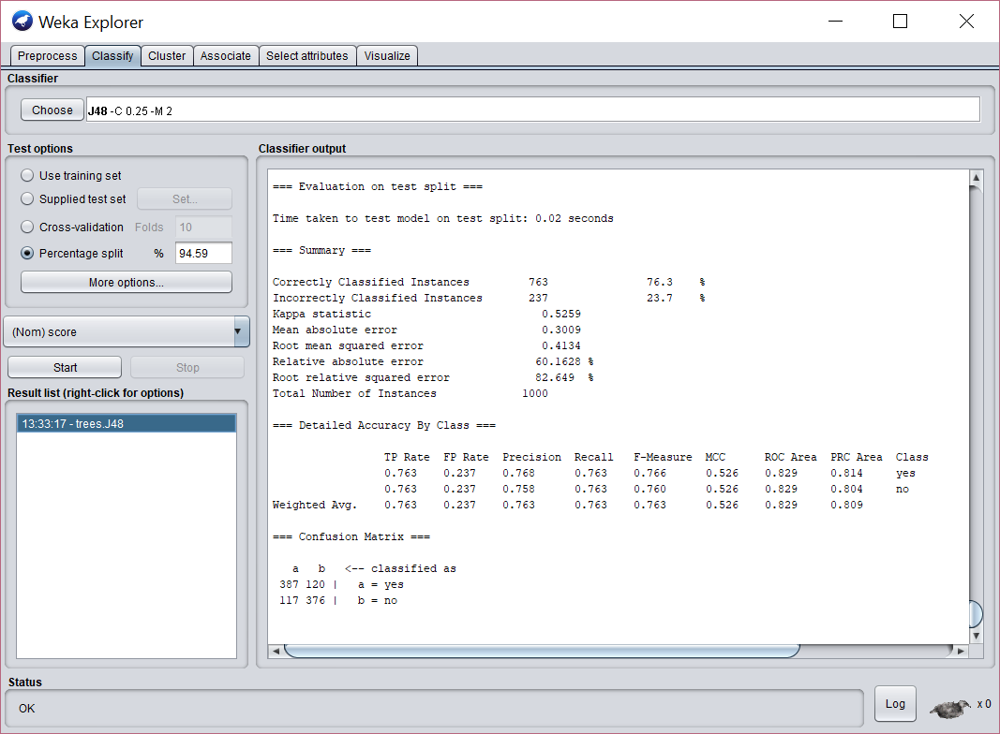 Weka Explorer
Preprocess Classify Cluster Associate Select attributes Visualize
Classifier
Choose J48 -C 0.25 -M 2
Test options
Use training set
Supplied test set Set...
Cross-validation Folds 10
Percentage split % 94.59
More options...
(Nom) score
Start Stop
Result list (right-click for options)
13:33:17 - trees.J48
Classifier output
=== Evaluation on test split ===
Time taken to test model on test split: 0.02 seconds
=== Summary ===
Correctly Classified Instances 763 76.3 %
Incorrectly Classified Instances 237 23.7 %
Kappa statistic 0.5259
Mean absolute error 0.3009
Root mean squared error 0.4134
Relative absolute error 60.1628 %
Root relative squared error 82.649 %
Total Number of Instances 1000
=== Detailed Accuracy By Class ===
TP Rate FP Rate Precision Recall F-Measure MCC ROC Area PRC Area Class
0.763 0.237 0.768 0.763 0.766 0.526 0.829 0.814 yes
0.763 0.237 0.758 0.763 0.760 0.526 0.829 0.804 no
Weighted Avg. 0.763 0.237 0.763 0.763 0.763 0.526 0.829 0.809
=== Confusion Matrix ===
a b <-- classified as
387 120 | a = yes
117 376 | b = no
Status
OK
Log x 0